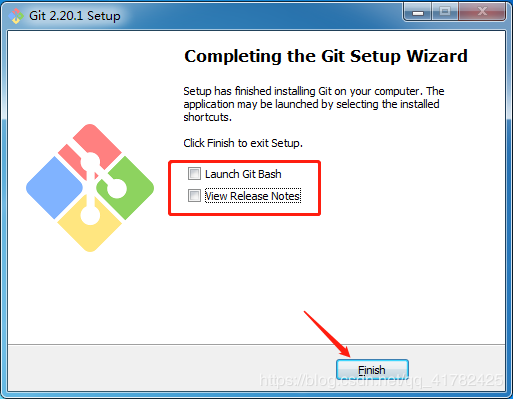 Git 2.20.1 Setup
Completing the Git Setup Wizard
Setup has finished installing Git on your computer. The
application may be launched by selecting the installed
shortcuts.
Click Finish to exit Setup.
Launch Git Bash
View Release Notes
Finish
https://blog.csdn.net/qq_41782425